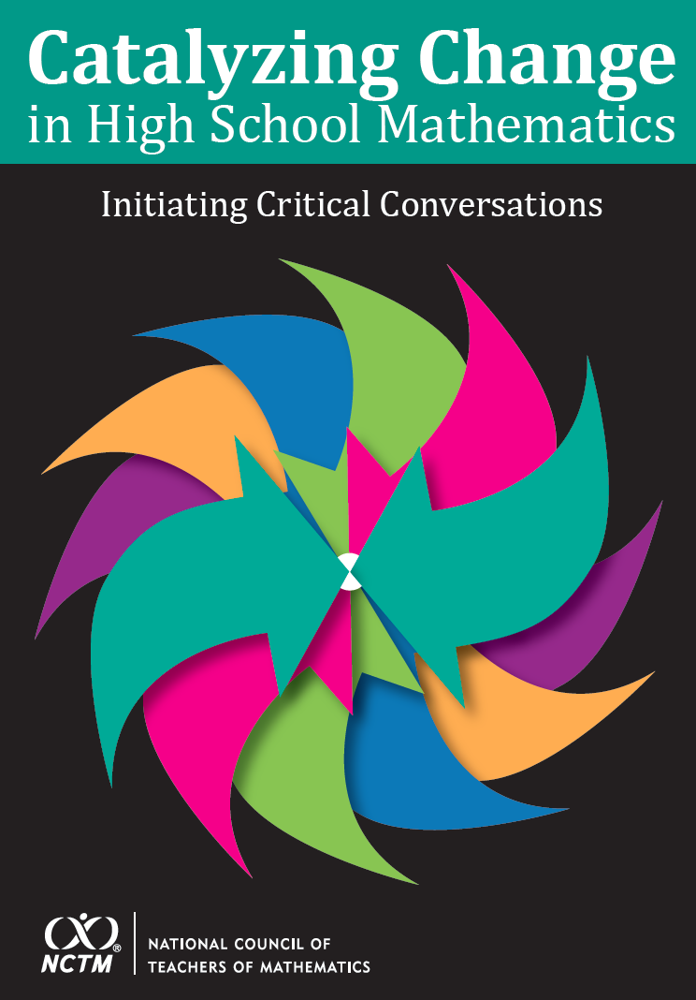 Catalyzing Change
in High School Mathematics
Initiating Critical Conversations
NCTM®
NATIONAL COUNCIL OF
TEACHERS OF MATHEMATICS